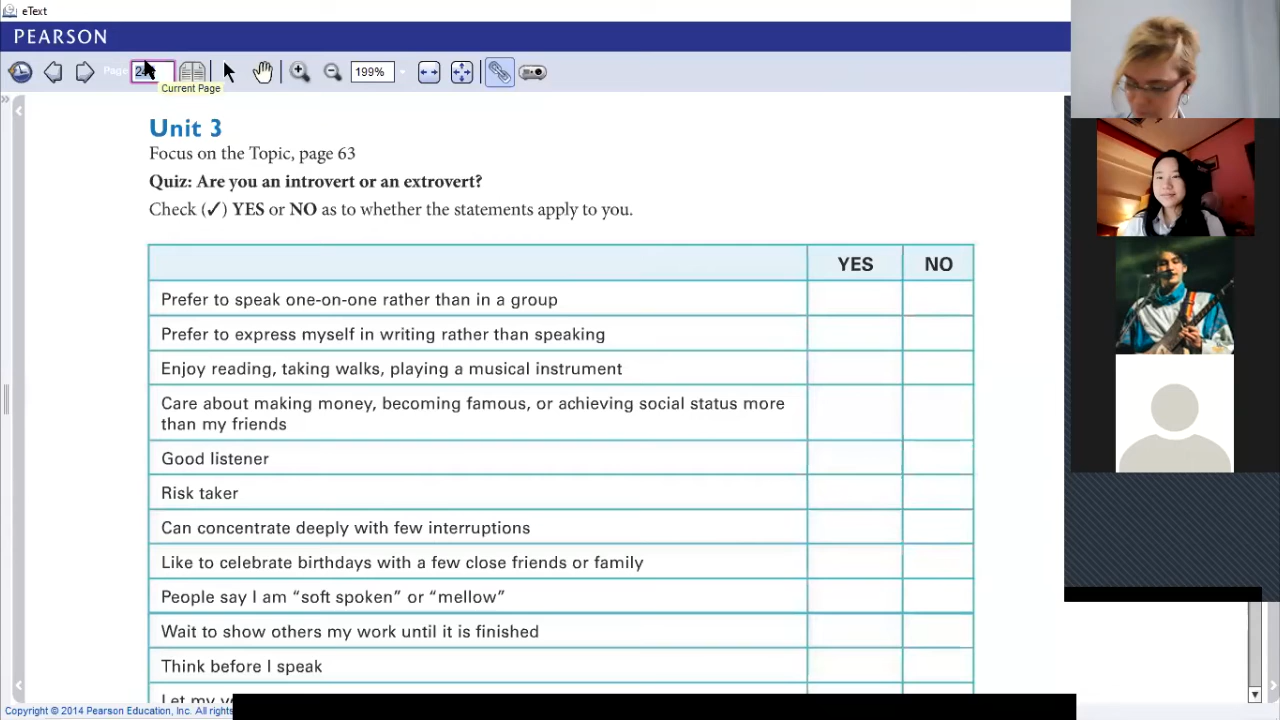 eText
PEARSON
Page
199%
Current Page
Unit 3
Focus on the Topic, page 63
Quiz: Are you an introvert or an extrovert?
Check (✓) YES or NO as to whether the statements apply to you.
YES NO
Prefer to speak one-on-one rather than in a group
Prefer to express myself in writing rather than speaking
Enjoy reading, taking walks, playing a musical instrument
Care about making money, becoming famous, or achieving social status more
than my friends
Good listener
Risk taker
Can concentrate deeply with few interruptions
Like to celebrate birthdays with a few close friends or family
People say I am “soft spoken” or “mellow”
Wait to show others my work until it is finished
Think before I speak
Let my
Copyright © 2014 Pearson Education, Inc. All rights